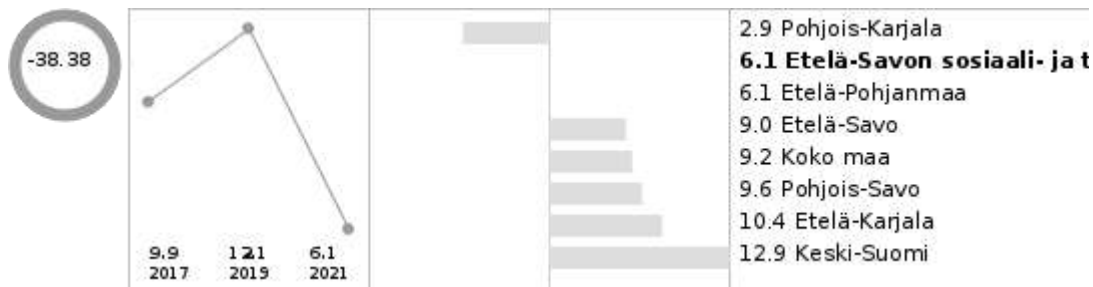 -38.38
9.9 12.1 6.1
2017 2019 2021
2.9 Pohjois-Karjala
6.1 Etelä-Savon sosiaali- ja t
6.1 Etelä-Pohjanmaa
9.0 Etelä-Savo
9.2 Koko maa
9.6 Pohjois-Savo
10.4 Etelä-Karjala
12.9 Keski-Suomi